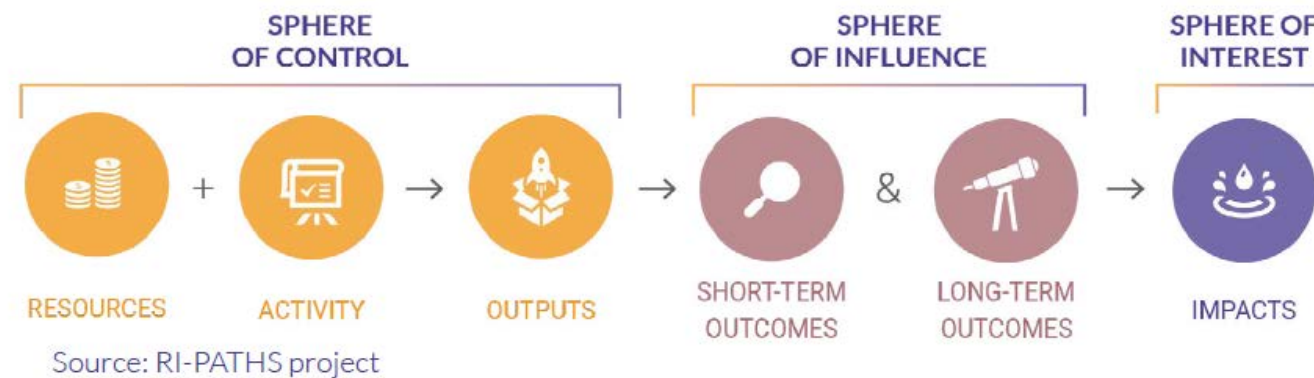 SPHERE
OF CONTROL
SPHERE
OF INFLUENCE
SPHERE OF
INTEREST
+
&
RESOURCES
ACTIVITY
OUTPUTS
SHORT-TERM
OUTCOMES
LONG-TERM
OUTCOMES
IMPACTS
Source: RI-PATHS project